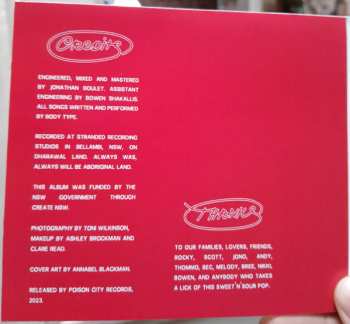 Credits
ENGINEERED, MIXED AND MASTERED
BY JONATHAN BOULET. ASSISTANT
ENGINEERING BY BOWEN SHAKALLIS.
ALL SONGS WRITTEN AND PERFORMED
BY BODY TYPE.
RECORDED AT STRANDED RECORDING
STUDIOS IN BELLAMBI, NSW, ON
DHARAWAL LAND. ALWAYS WAS,
ALWAYS WILL BE ABORIGINAL LAND.
THIS ALBUM WAS FUNDED BY THE
NSW GOVERNMENT THROUGH
CREATE NSW.
PHOTOGRAPHY BY TONI WILKINSON,
MAKEUP BY ASHLEY BROCKMAN AND
CLARE READ.
COVER ART BY ANNABEL BLACKMAN.
RELEASED BY POISON CITY RECORDS,
2023.
THANKS
TO OUR FAMILIES, LOVERS, FRIENDS,
ROCKY, SCOTT, JONO, ANDY,
THOMMO, BEC, MELODY, BREE, NIKKI,
BOWEN, AND ANYBODY WHO TAKES
A LICK OF THIS SWEET'N'SOUR POP.